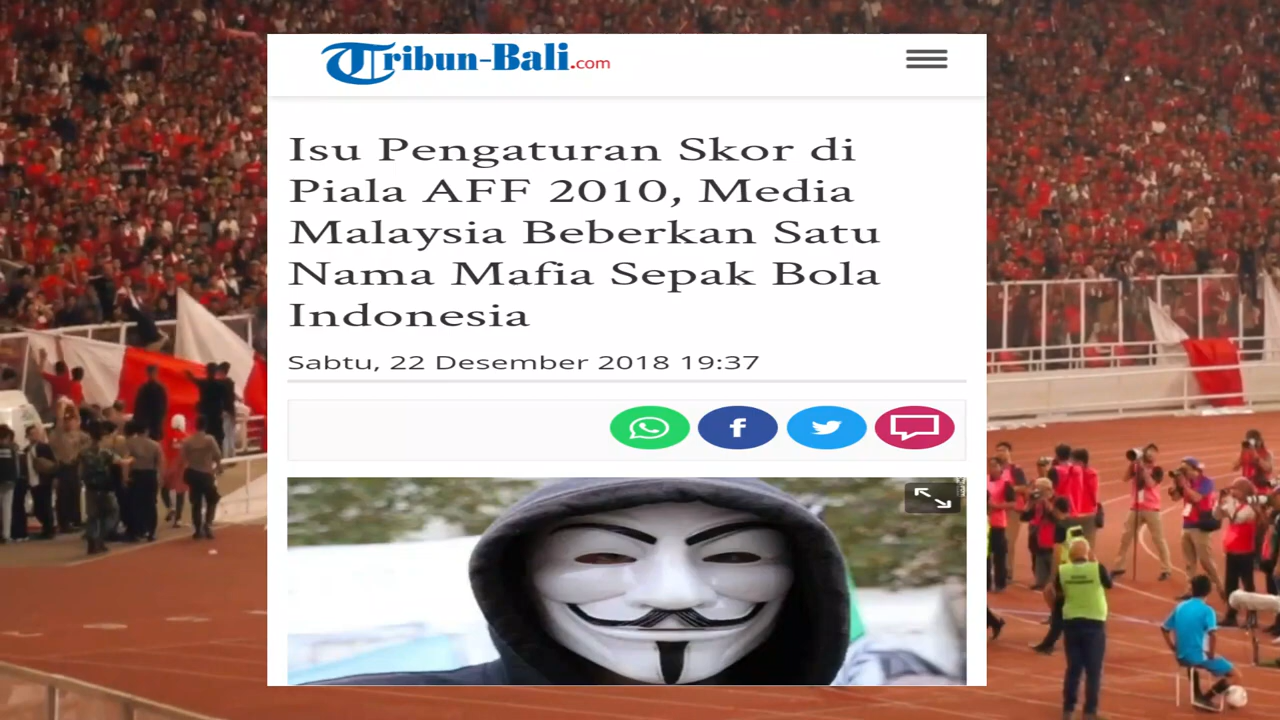 Tribun-Bali.com
Isu Pengaturan Skor di
Piala AFF 2010, Media
Malaysia Beberkan Satu
Nama Mafia Sepak Bola
Indonesia
Sabtu, 22 Desember 2018 19:37